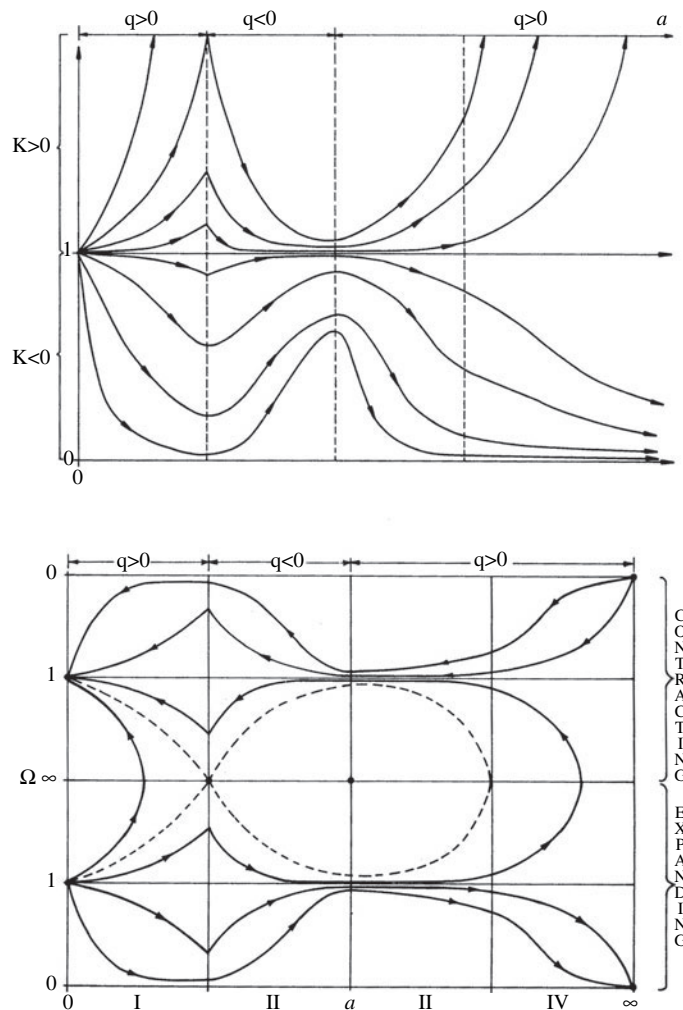 q>0 q<0 q>0 a
K>0
1
K<0
0
0
q>0 q<0 q>0
0
1
Ω ∞
1
0
0 I II a II IV ∞
CONTRACTING
EXPANDING